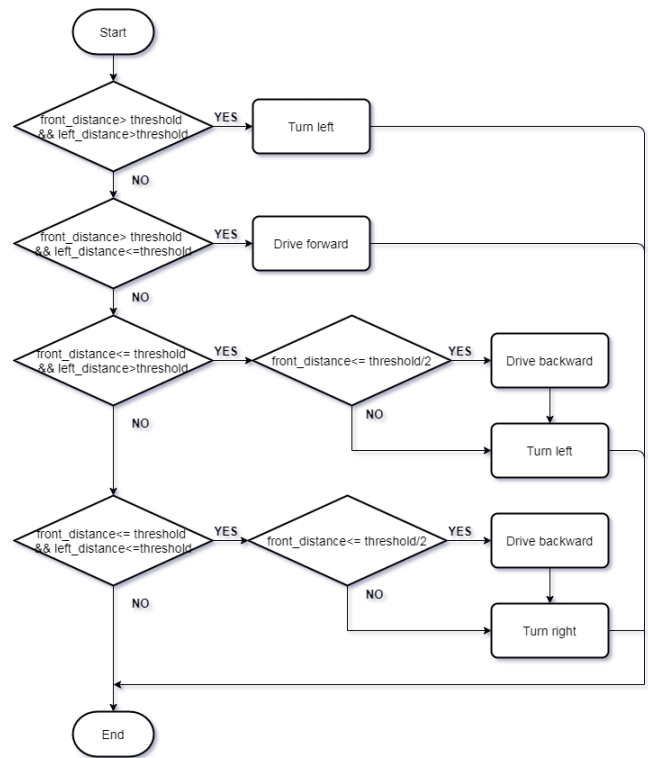 Start
front_distance> threshold
&& left_distance>threshold
YES
Turn left
NO
front_distance> threshold
&& left_distance<=threshold
YES
Drive forward
NO
front_distance<= threshold
&& left_distance>threshold
YES
front_distance<= threshold/2
YES
Drive backward
NO
NO
Turn left
front_distance<= threshold
&& left_distance<=threshold
YES
front_distance<= threshold/2
YES
Drive backward
NO
NO
Turn right
End